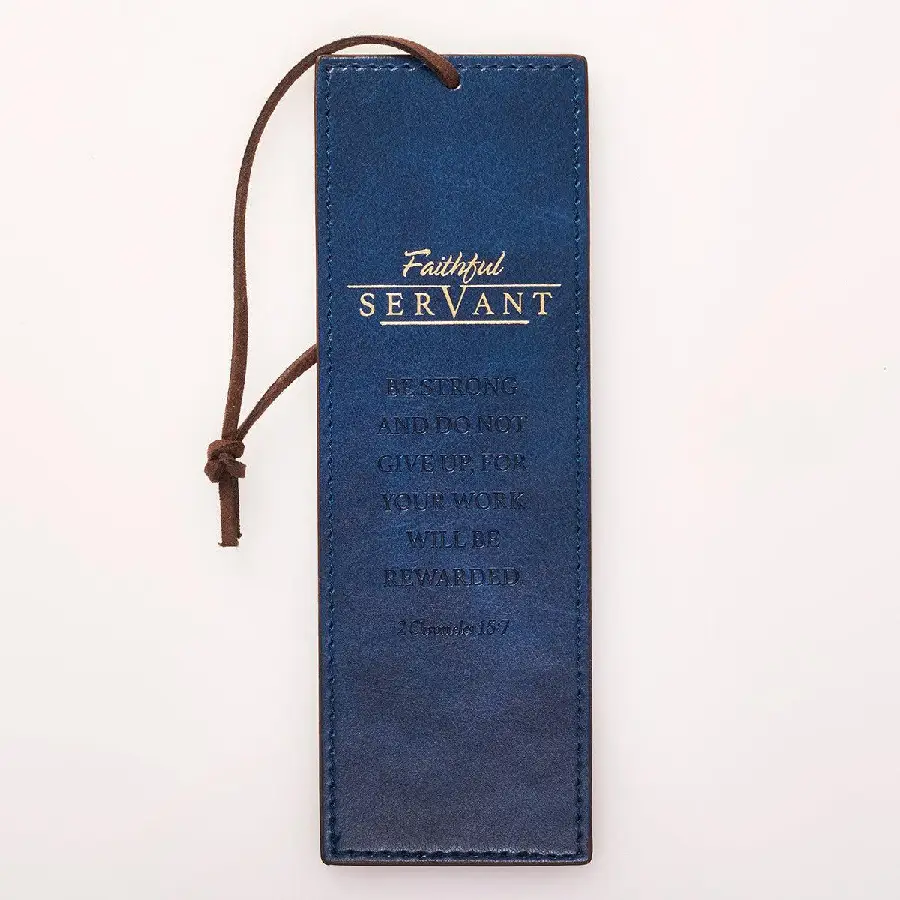 Faithful
SERVANT
BE STRONG
AND DO NOT
GIVE UP, FOR
YOUR WORK
WILL BE
REWARDED.
2 Chronicles 15:7